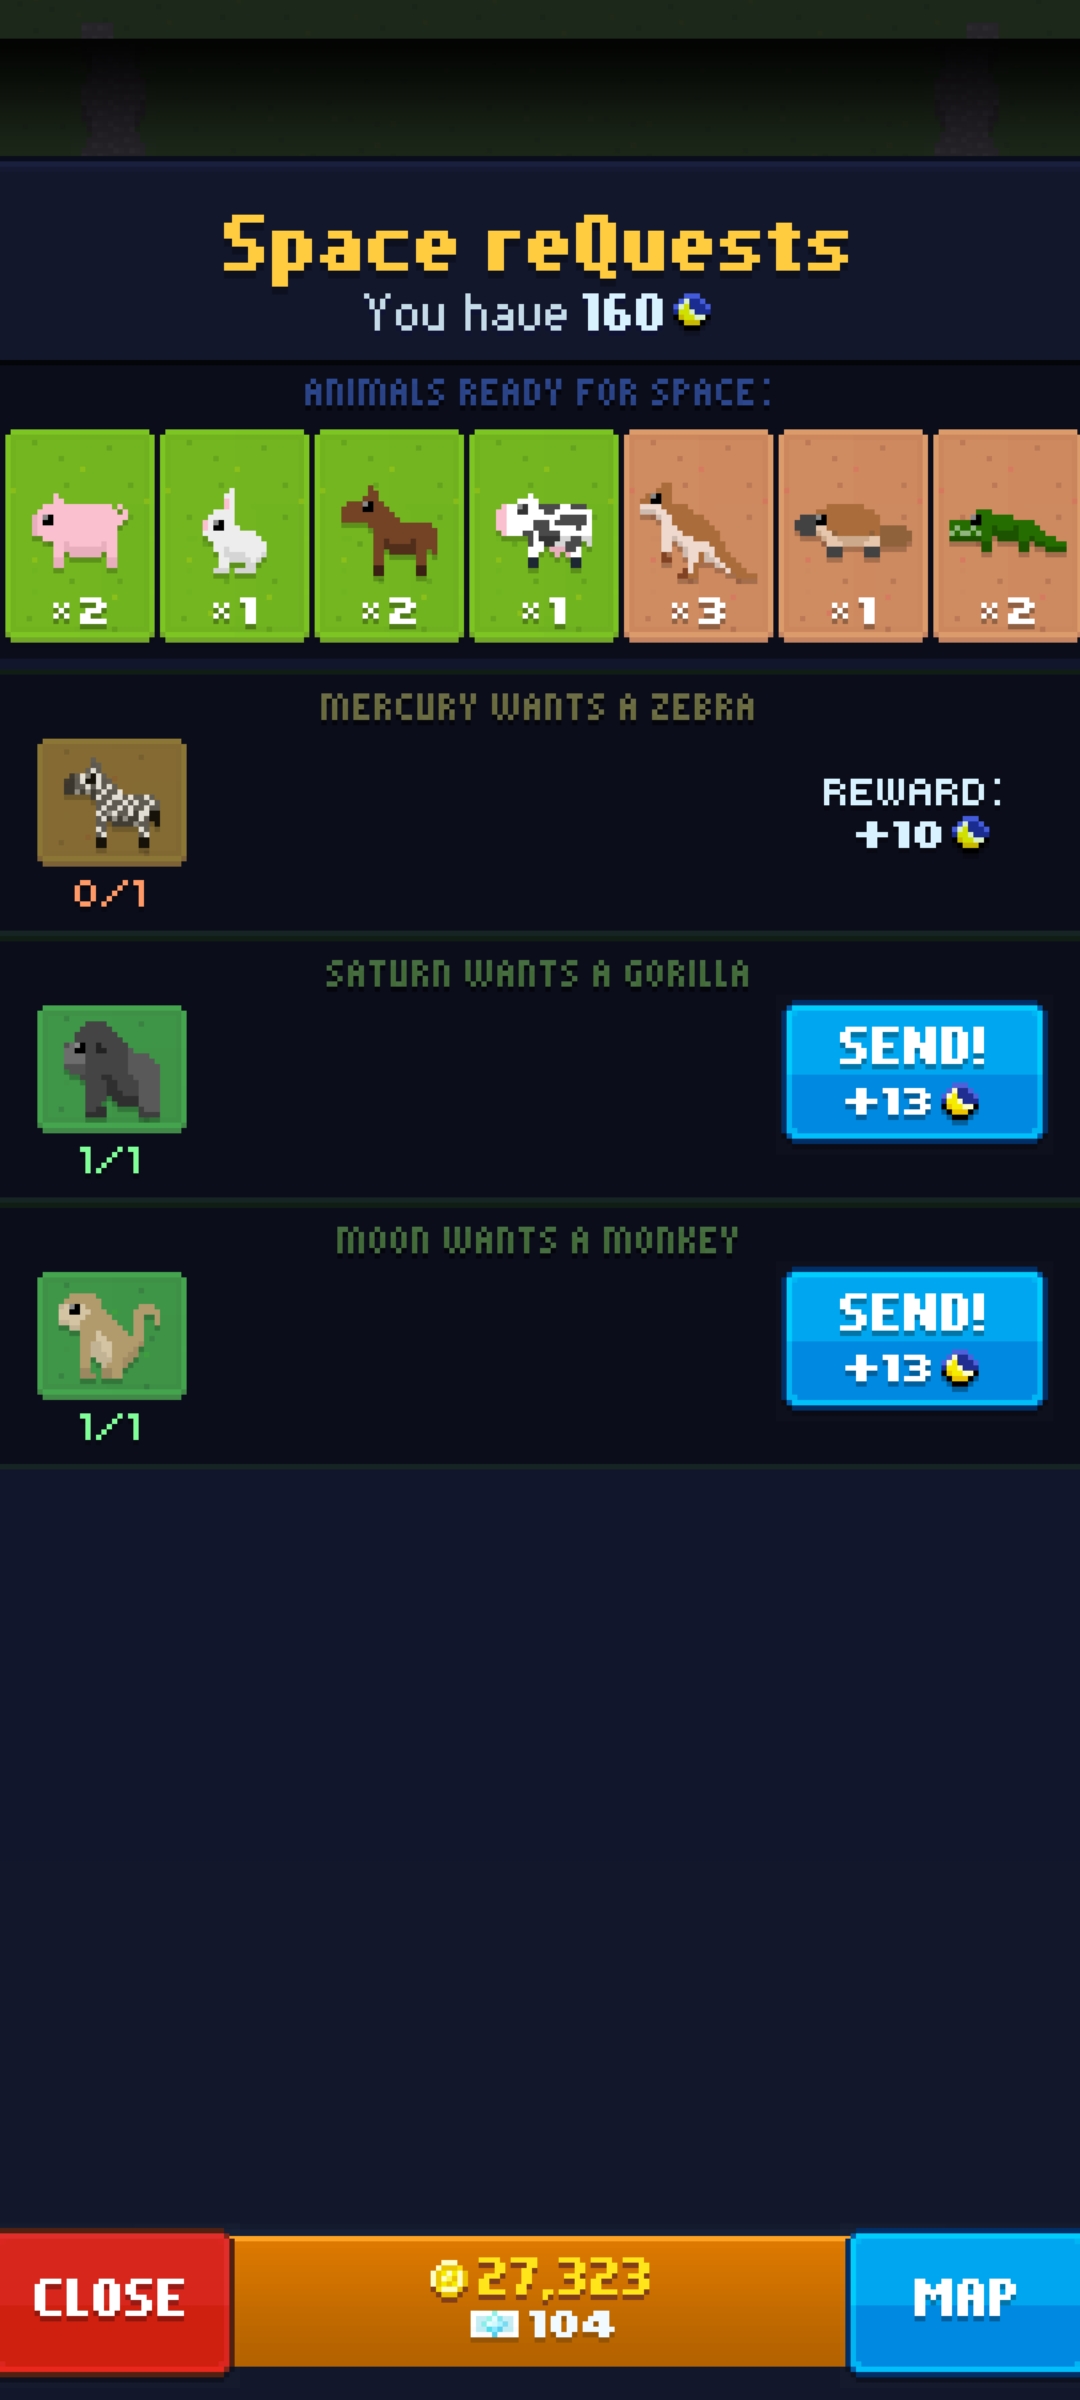 Space reQuests
You have 160
ANIMALS READY FOR SPACE:
×2 ×1 ×2 ×1 ×3 ×1 ×2
MERCURY WANTS A ZEBRA
REWARD:
+10
0/1
SATURN WANTS A GORILLA
SEND!
+13
1/1
MOON WANTS A MONKEY
SEND!
+13
1/1
CLOSE
27,323
104
MAP